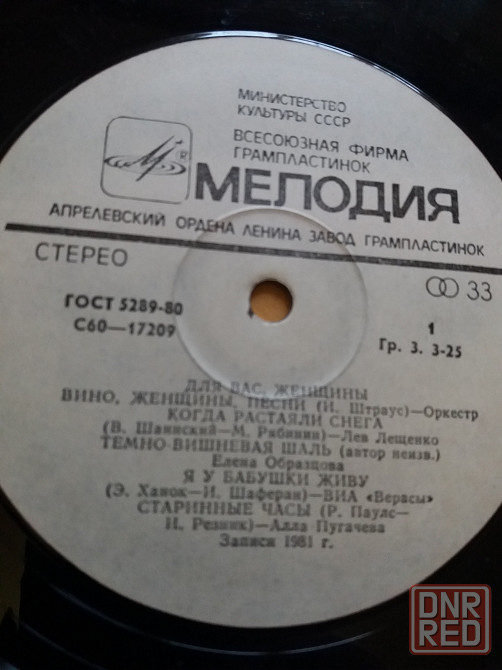 МИНИСТЕРСТВО
КУЛЬТУРЫ СССР
ВСЕСОЮЗНАЯ ФИРМА
ГРАМПЛАСТИНОК
®
МЕЛОДИЯ
АПРЕЛЕВСКИЙ ОРДЕНА ЛЕНИНА ЗАВОД ГРАМПЛАСТИНОК
СТЕРЕО
33
ГОСТ 5289-80
С60—17209
1
Гр. 3. 3-25
ДЛЯ ВАС, ЖЕНЩИНЫ
ВИНО, ЖЕНЩИНЫ, ПЕСНИ (И. Штраус)—Оркестр
КОГДА РАСТАЯЛИ СНЕГА
(В. Шаинский—М. Рябинин)—Лев Лещенко
ТЕМНО-ВИШНЕВАЯ ШАЛЬ (автор неизв.)
Елена Образцова
Я У БАБУШКИ ЖИВУ
(Э. Ханок—И. Шаферан)—ВИА «Верасы»
СТАРИННЫЕ ЧАСЫ (Р. Паулс—
И. Резник)—Алла Пугачева
Записи 1981 г.
DNR
RED